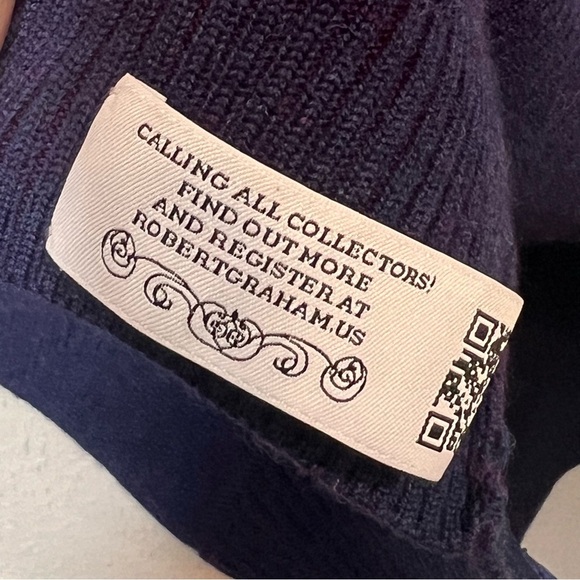 CALLING ALL COLLECTORS!
FIND OUT MORE
AND REGISTER AT
ROBERTGRAHAM.US